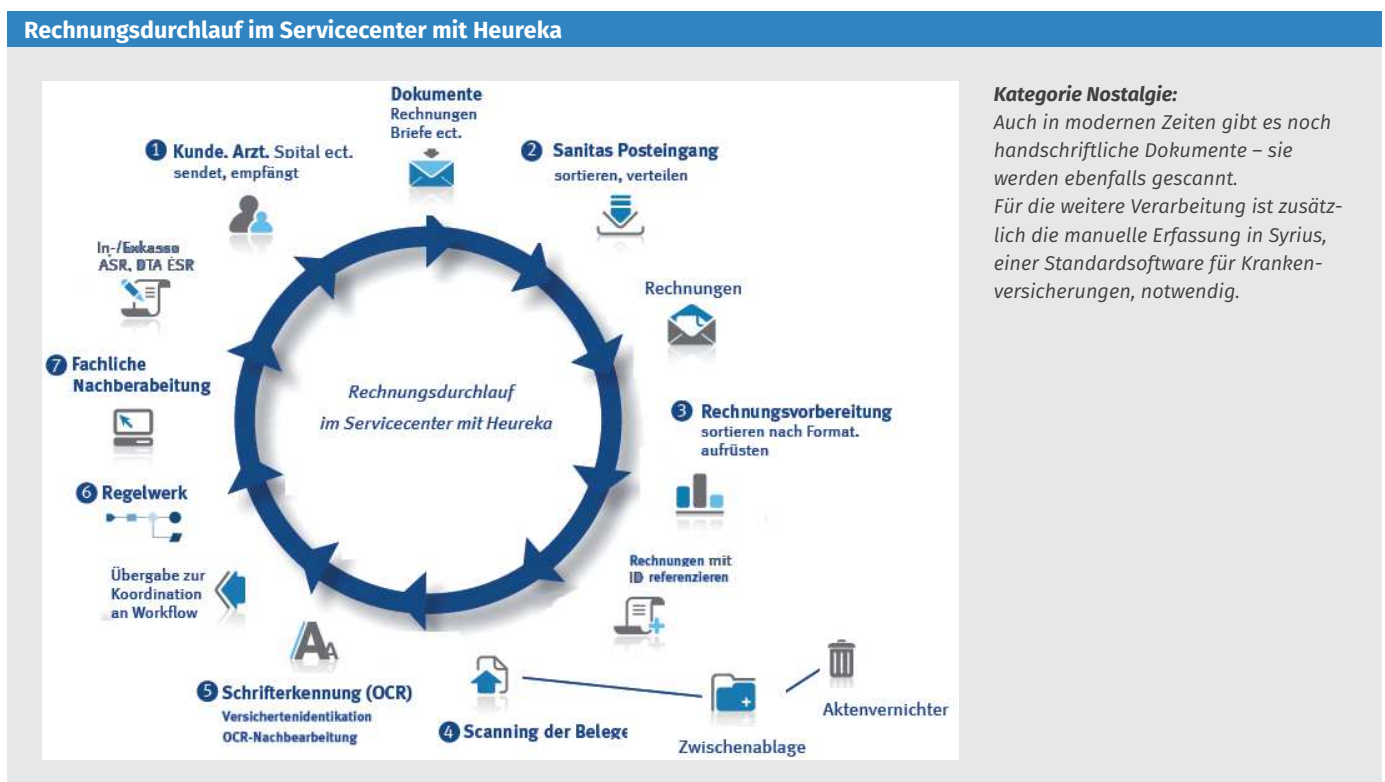 Rechnungsdurchlauf im Servicecenter mit Heureka
Dokumente
Rechnungen
Briefe ect.
1 Kunde. Arzt. Spital ect.
sendet, empfängt
2 Sanitas Posteingang
sortieren, verteilen
Rechnungen
3 Rechnungsvorbereitung
sortieren nach Format.
aufrüsten
Rechnungen mit
ID referenzieren
Aktenvernichter
Zwischenablage
4 Scanning der Belege
5 Schrifterkennung (OCR)
Versichertenidentikation
OCR-Nachbearbeitung
Übergabe zur
Koordination
an Workflow
6 Regelwerk
7 Fachliche
Nachberabeitung
In-/Exkasso
ASR, DTA ESR
Rechnungsdurchlauf
im Servicecenter mit Heureka
Kategorie Nostalgie:
Auch in modernen Zeiten gibt es noch
handschriftliche Dokumente – sie
werden ebenfalls gescannt.
Für die weitere Verarbeitung ist zusätz-
lich die manuelle Erfassung in Syrius,
einer Standardsoftware für Kranken-
versicherungen, notwendig.